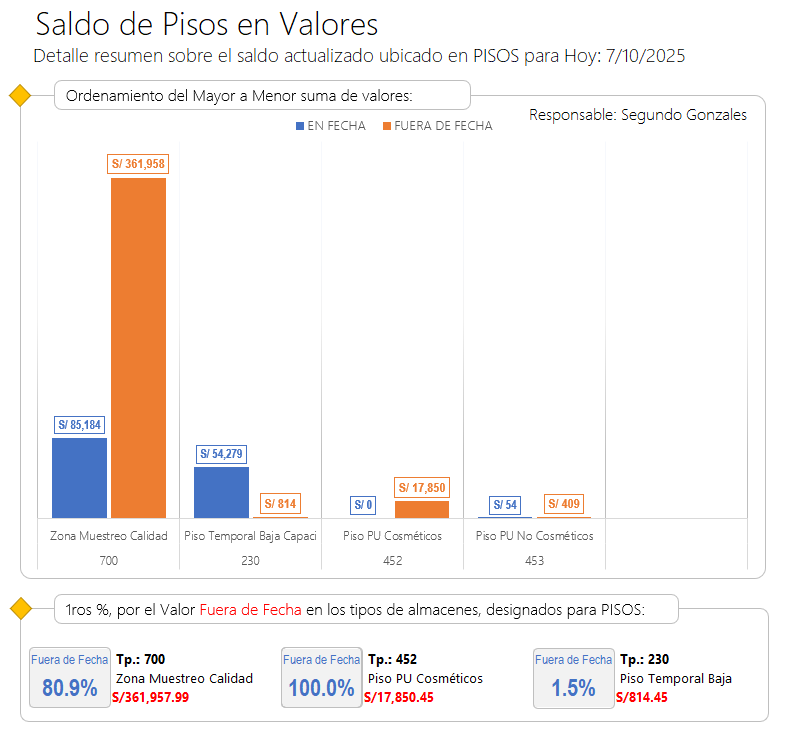 Saldo de Pisos en Valores
Detalle resumen sobre el saldo actualizado ubicado en PISOS para Hoy: 7/10/2025
Ordenamiento del Mayor a Menor suma de valores:
Responsable: Segundo Gonzales
EN FECHA FUERA DE FECHA
S/ 361,958
S/ 85,184
S/ 54,279
S/ 814
S/ 0
S/ 17,850
S/ 54
S/ 409
Zona Muestreo Calidad Piso Temporal Baja Capaci Piso PU Cosméticos Piso PU No Cosméticos
700 230 452 453
1ros %, por el Valor Fuera de Fecha en los tipos de almacenes, designados para PISOS:
Fuera de Fecha
80.9%
Tp.: 700
Zona Muestreo Calidad
S/361,957.99
Fuera de Fecha
100.0%
Tp.: 452
Piso PU Cosméticos
S/17,850.45
Fuera de Fecha
1.5%
Tp.: 230
Piso Temporal Baja
S/814.45